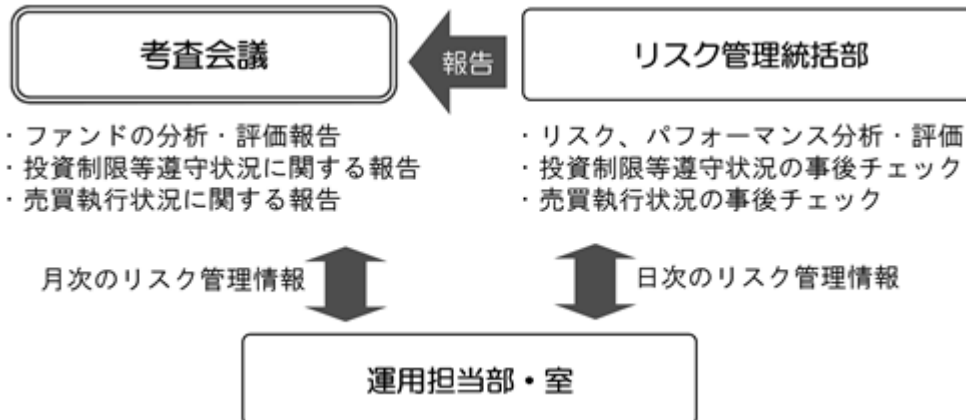 考査会議
報告
リスク管理統括部
・ファンドの分析・評価報告
・投資制限等遵守状況に関する報告
・売買執行状況に関する報告
・リスク、パフォーマンス分析・評価
・投資制限等遵守状況の事後チェック
・売買執行状況の事後チェック
月次のリスク管理情報
日次のリスク管理情報
運用担当部・室